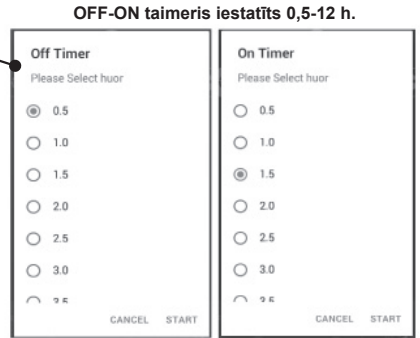 OFF-ON taimeris iestatīts 0,5-12 h.
Off Timer
Please Select huor
0.5
1.0
1.5
2.0
2.5
3.0
CANCEL START
On Timer
Please Select huor
0.5
1.0
1.5
2.0
2.5
3.0
CANCEL START